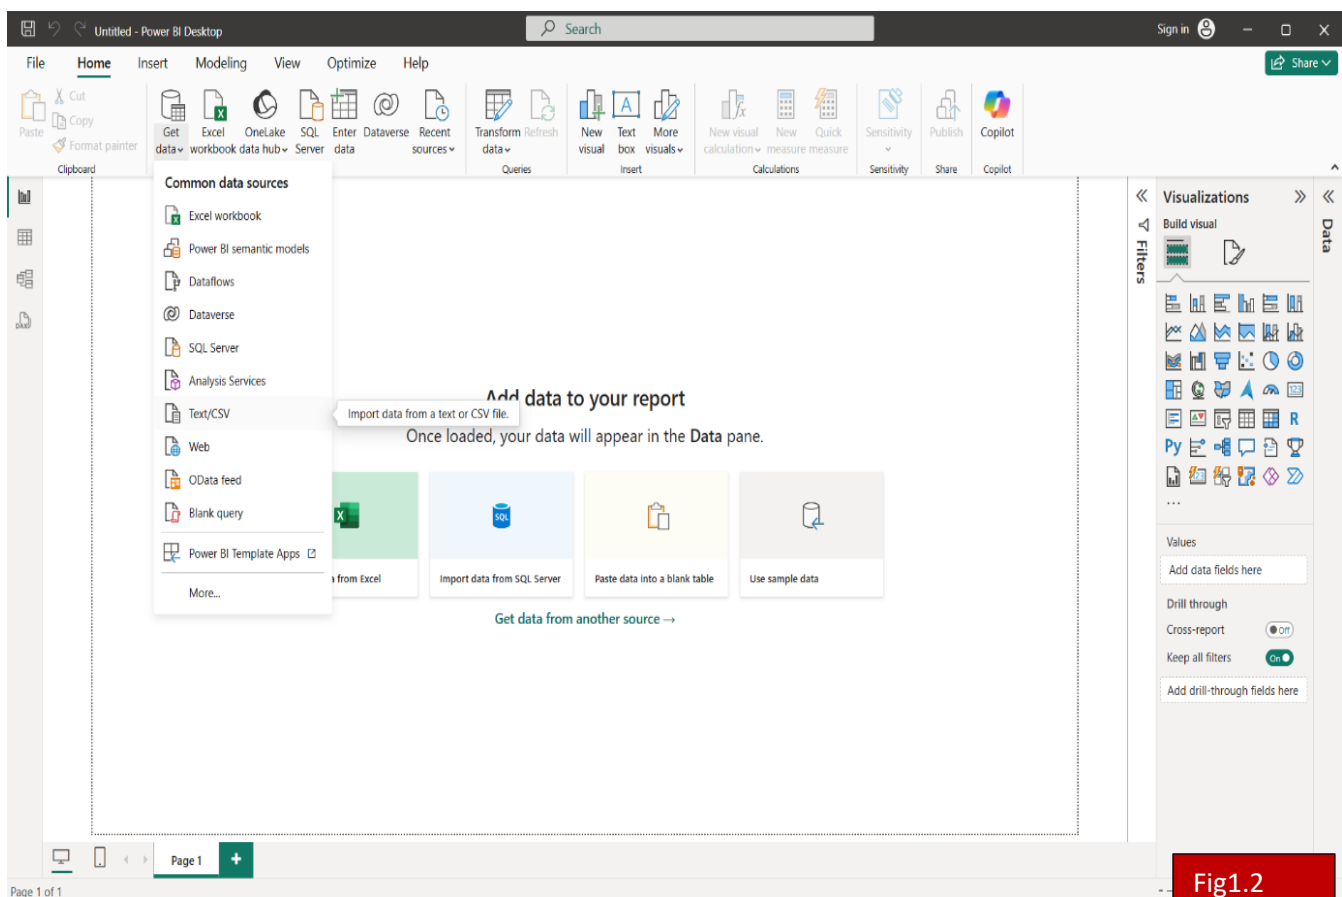 Untitled - Power BI Desktop
Search
Sign in
File Home Insert Modeling View Optimize Help
Share
Paste
Cut
Copy
Format painter
Clipboard
Get data
Excel workbook
OneLake data hub
SQL Server
Enter data
Dataverse
Recent sources
Transform data
Refresh
Queries
New visual
Text box
More visuals
Insert
New visual calculation
New measure
Quick measure
Calculations
Sensitivity
Sensitivity
Publish
Share
Copilot
Copilot
Common data sources
Excel workbook
Power BI semantic models
Dataflows
Dataverse
SQL Server
Analysis Services
Text/CSV
Web
OData feed
Blank query
Power BI Template Apps
More...
Import data from a text or CSV file.
data to your report
Once loaded, your data will appear in the Data pane.
SQL
from Excel
Import data from SQL Server
Paste data into a blank table
Use sample data
Get data from another source →
Filters
Visualizations
Build visual
123
R
Py
...
Values
Add data fields here
Drill through
Cross-report
Off
Keep all filters
On
Add drill-through fields here
Data
Page 1
+
Page 1 of 1
Fig1.2